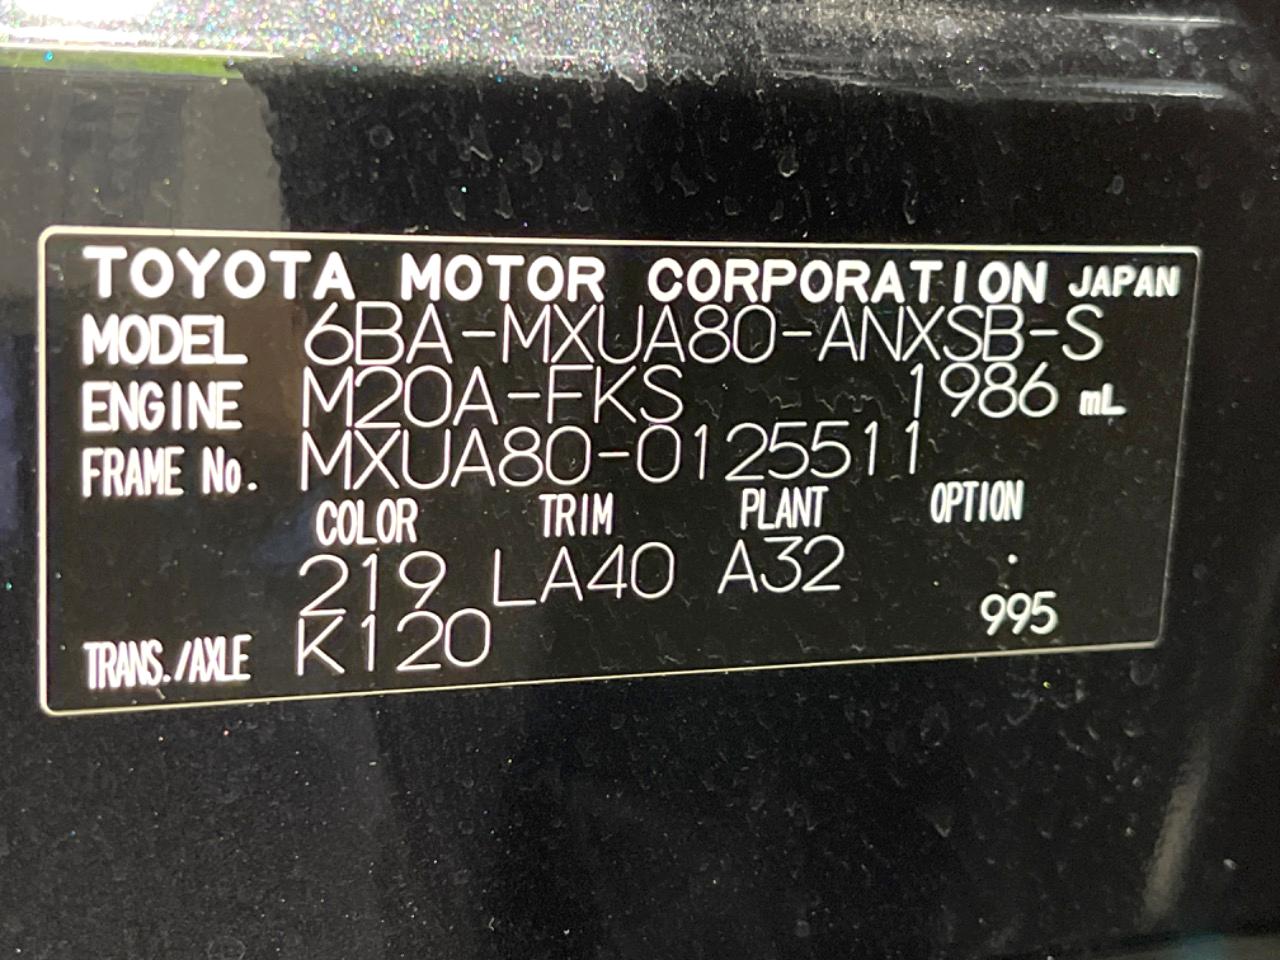 TOYOTA MOTOR CORPORATION JAPAN
MODEL 6BA-MXUA80-ANXSB-S
ENGINE M20A-FKS 1986 mL
FRAME No. MXUA80-0125511
COLOR TRIM PLANT OPTION
219 LA40 A32 .
TRANS./AXLE K120 995